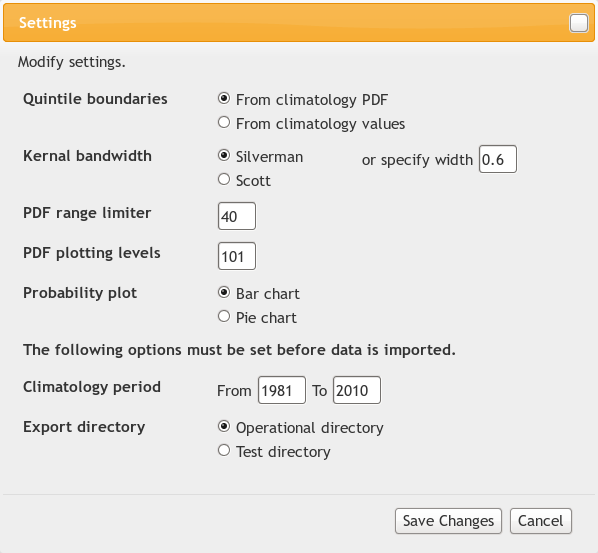 Settings
Modify settings.
Quintile boundaries From climatology PDF
From climatology values
Kernal bandwidth Silverman or specify width 0.6
Scott
PDF range limiter 40
PDF plotting levels 101
Probability plot Bar chart
Pie chart
The following options must be set before data is imported.
Climatology period From 1981 To 2010
Export directory Operational directory
Test directory
Save Changes Cancel